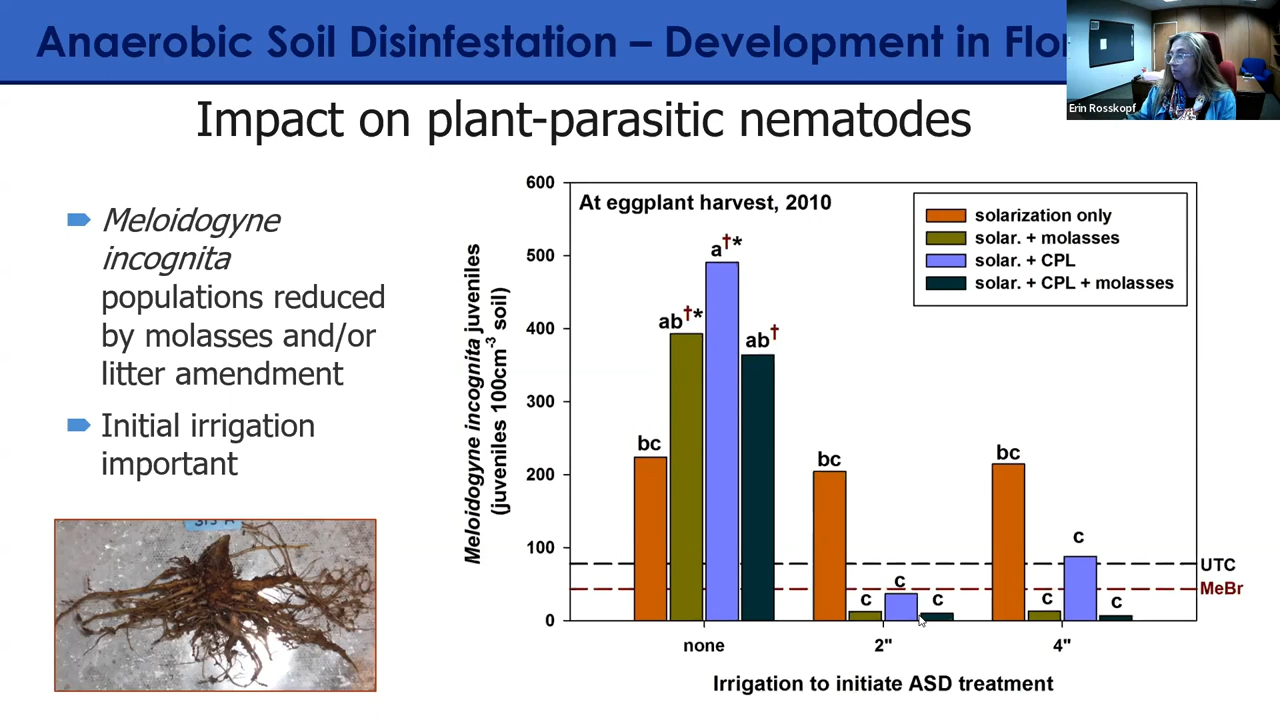 Anaerobic Soil Disinfestation – Development in Flo
Erin Rosskopf
Impact on plant-parasitic nematodes
Meloidogyne
incognita
populations reduced
by molasses and/or
litter amendment
Initial irrigation
important
Meloidogyne incognita juveniles
(juveniles 100cm⁻³ soil)
600
500
400
300
200
100
0
At eggplant harvest, 2010
solarization only
solar. + molasses
solar. + CPL
solar. + CPL + molasses
bc
ab†*
a†*
ab†
bc
c
c
c
bc
c
c
c
UTC
MeBr
none
2"
4"
Irrigation to initiate ASD treatment